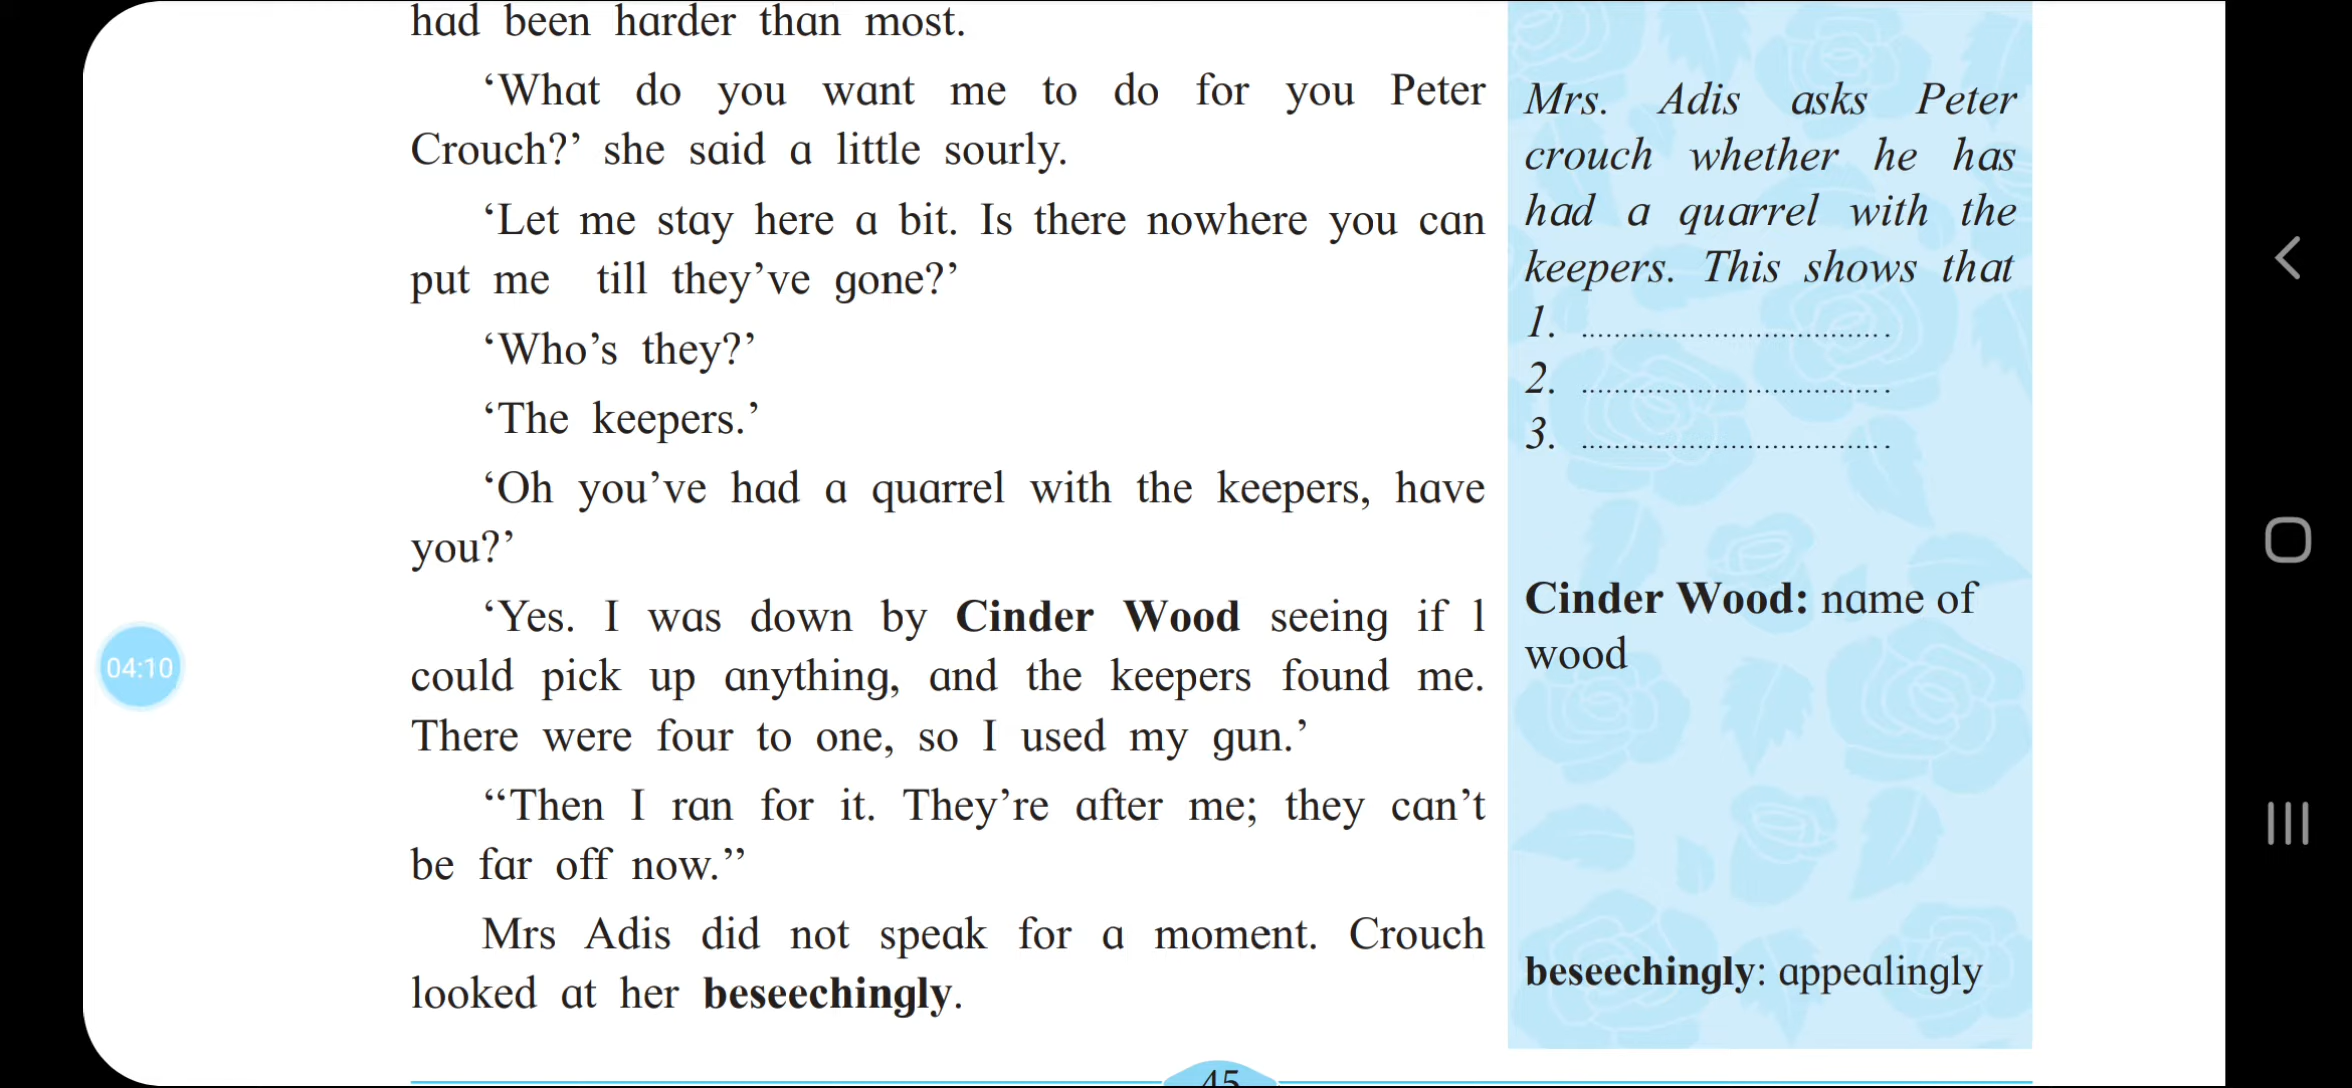 had been harder than most.
‘What do you want me to do for you Peter
Crouch?’ she said a little sourly.
‘Let me stay here a bit. Is there nowhere you can
put me till they’ve gone?’
‘Who’s they?’
‘The keepers.’
‘Oh you’ve had a quarrel with the keepers, have
you?’
‘Yes. I was down by Cinder Wood seeing if l
could pick up anything, and the keepers found me.
There were four to one, so I used my gun.’
“Then I ran for it. They’re after me; they can’t
be far off now.”
Mrs Adis did not speak for a moment. Crouch
looked at her beseechingly.
Mrs. Adis asks Peter
crouch whether he has
had a quarrel with the
keepers. This shows that
1. ..................................
2. ..................................
3. ..................................
Cinder Wood: name of
wood
beseechingly: appealingly
45
04:10